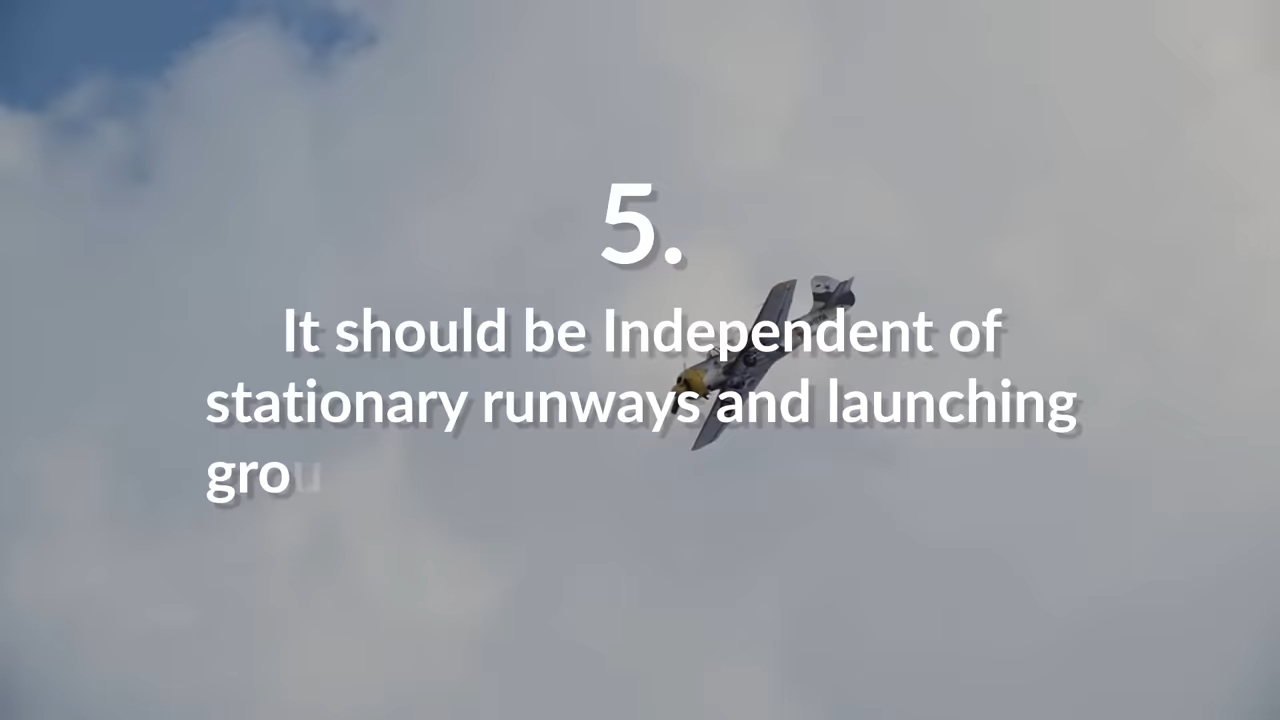 5.
It should be Independent of
stationary runways and launching
grou